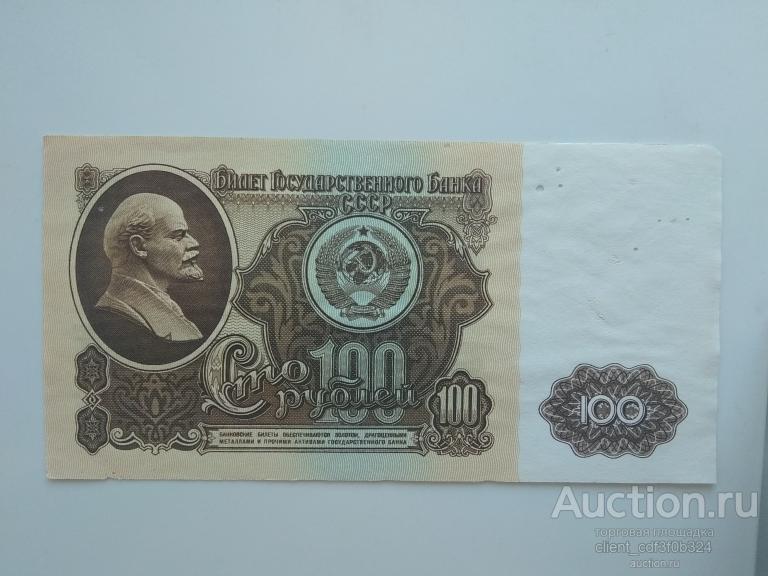 Билет Государственного Банка
СССР
Сто 100
рублей
100
100
БАНКОВСКИЕ БИЛЕТЫ ОБЕСПЕЧИВАЮТСЯ ЗОЛОТОМ, ДРАГОЦЕННЫМИ
МЕТАЛЛАМИ И ПРОЧИМИ АКТИВАМИ ГОСУДАРСТВЕННОГО БАНКА
Auction.ru
торговая площадка
client_cdf3f0b324
auction.ru